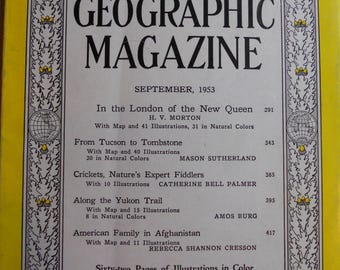 GEOGRAPHIC
MAGAZINE
SEPTEMBER, 1953
In the London of the New Queen 291
H. V. MORTON
With Map and 41 Illustrations, 31 in Natural Colors
From Tucson to Tombstone 343
With Map and 40 Illustrations
20 in Natural Colors MASON SUTHERLAND
Crickets, Nature's Expert Fiddlers 385
With 10 Illustrations CATHERINE BELL PALMER
Along the Yukon Trail 395
With Map and 15 Illustrations
8 in Natural Colors AMOS BURG
American Family in Afghanistan 417
With Map and 11 Illustrations
REBECCA SHANNON CRESSON
Sixty-two Pages of Illustrations in Color